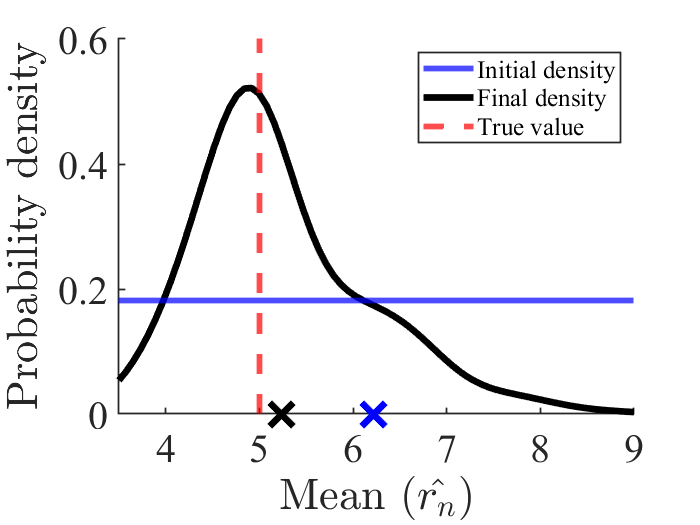 Probability density
0.6
0.4
0.2
0
Initial density
Final density
True value
4 5 6 7 8 9
Mean (r̂ₙ)